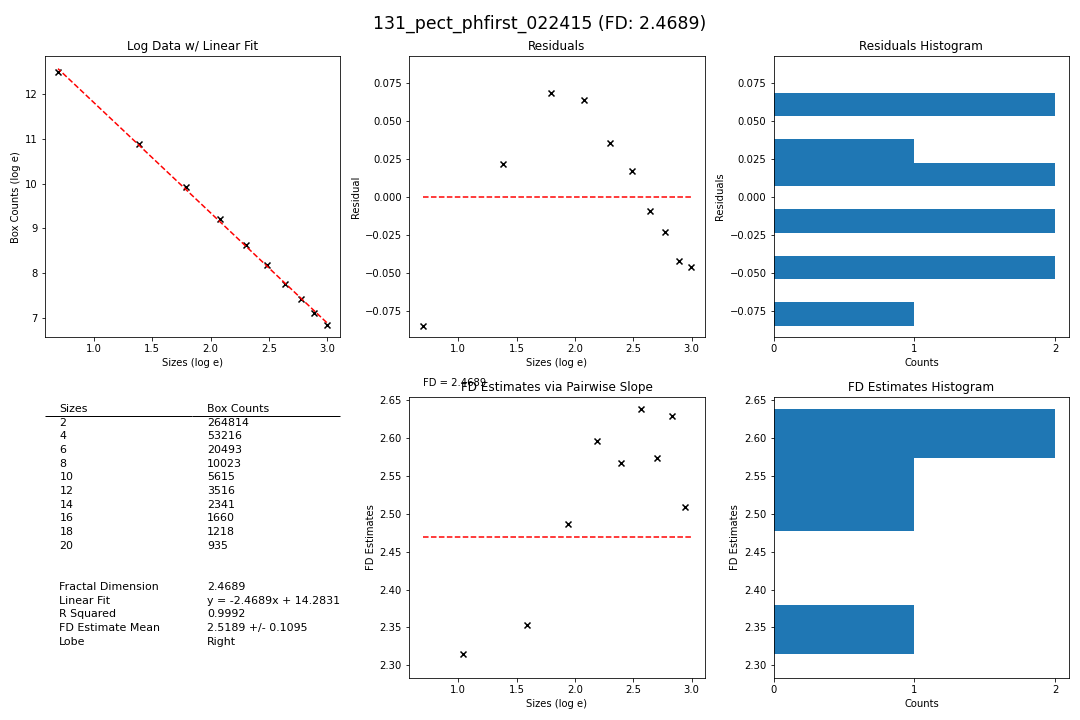 131_pect_phfirst_022415 (FD: 2.4689)
Log Data w/ Linear Fit
Box Counts (log e)
12
11
10
9
8
7
1.0 1.5 2.0 2.5 3.0
Sizes (log e)
Residuals
Residual
0.075
0.050
0.025
0.000
−0.025
−0.050
−0.075
1.0 1.5 2.0 2.5 3.0
Sizes (log e)
Residuals Histogram
Residuals
0.075
0.050
0.025
0.000
−0.025
−0.050
−0.075
0 1 2
Counts
Sizes Box Counts
2 264814
4 53216
6 20493
8 10023
10 5615
12 3516
14 2341
16 1660
18 1218
20 935
Fractal Dimension 2.4689
Linear Fit y = -2.4689x + 14.2831
R Squared 0.9992
FD Estimate Mean 2.5189 +/- 0.1095
Lobe Right
FD = 2.4689
FD Estimates via Pairwise Slope
FD Estimates
2.65
2.60
2.55
2.50
2.45
2.40
2.35
2.30
1.0 1.5 2.0 2.5 3.0
Sizes (log e)
FD Estimates Histogram
FD Estimates
2.65
2.60
2.55
2.50
2.45
2.40
2.35
2.30
0 1 2
Counts